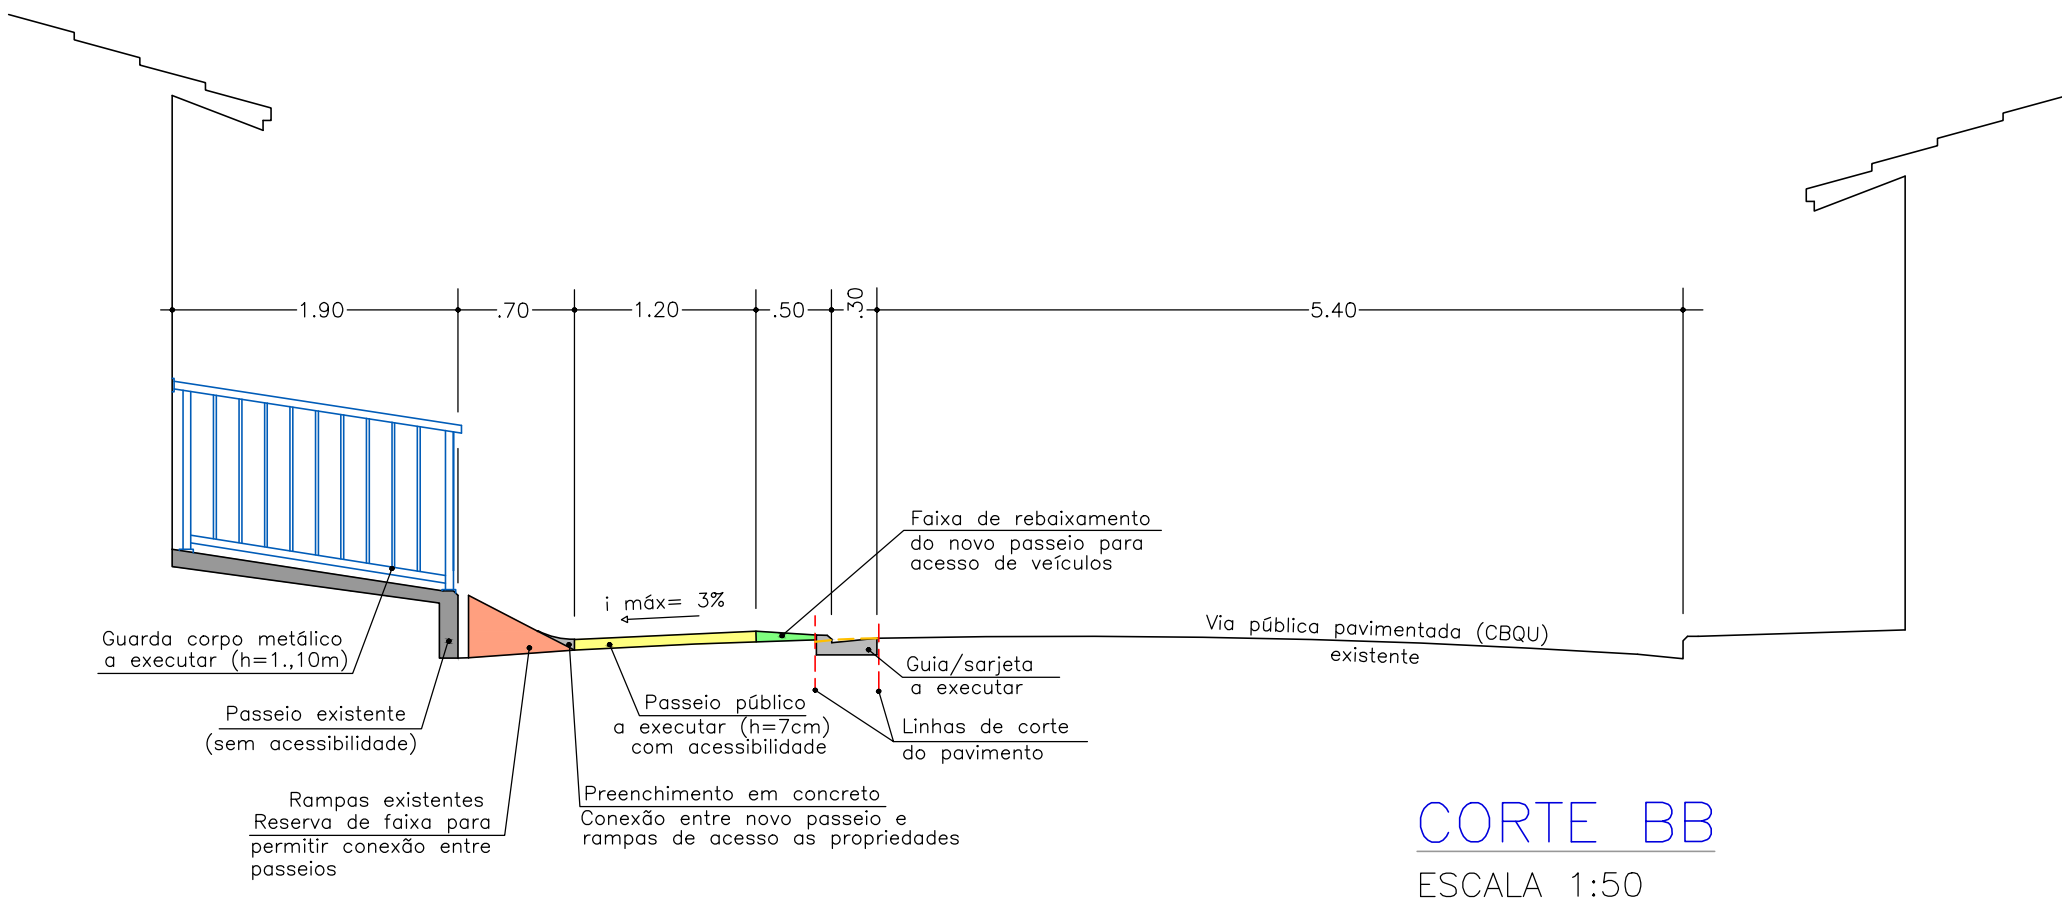 1.90
.70
1.20
.50
.30
5.40
Faixa de rebaixamento
do novo passeio para
acesso de veículos
i máx= 3%
Via pública pavimentada (CBQU)
existente
Guarda corpo metálico
a executar (h=1.,10m)
Guia/sarjeta
a executar
Passeio existente
(sem acessibilidade)
Passeio público
a executar (h=7cm)
com acessibilidade
Linhas de corte
do pavimento
Rampas existentes
Reserva de faixa para
permitir conexão entre
passeios
Preenchimento em concreto
Conexão entre novo passeio e
rampas de acesso as propriedades
CORTE BB
ESCALA 1:50